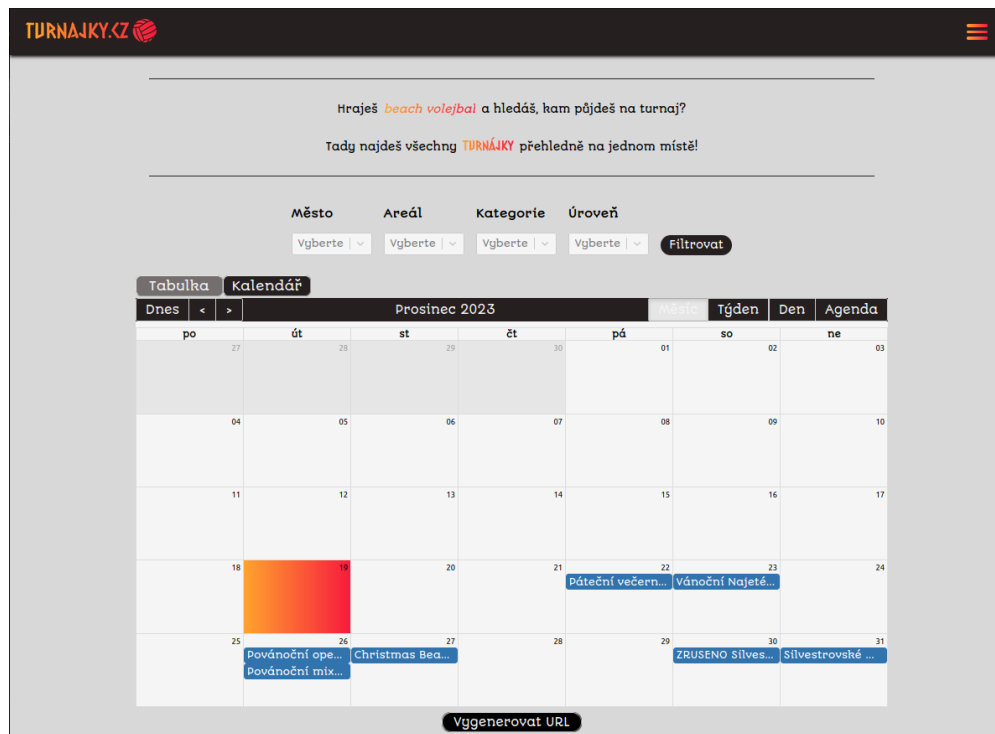 TURNAJKY.CZ
Hraješ beach volejbal a hledáš, kam půjdeš na turnaj?
Tady najdeš všechny TURNÁJKY přehledně na jednom místě!
Město Areál Kategorie Úroveň
Vyberte Vyberte Vyberte Vyberte Filtrovat
Tabulka Kalendář
Dnes < > Prosinec 2023 Měsíc Týden Den Agenda
po út st čt pá so ne
27 28 29 30 01 02 03
04 05 06 07 08 09 10
11 12 13 14 15 16 17
18 19 20 21 22 23 24
Páteční večern... Vánoční Najeté...
25 26 27 28 29 30 31
Povánoční ope... Christmas Bea... ZRUSENO Silves... Silvestrovské ...
Povánoční mix...
Vygenerovat URL